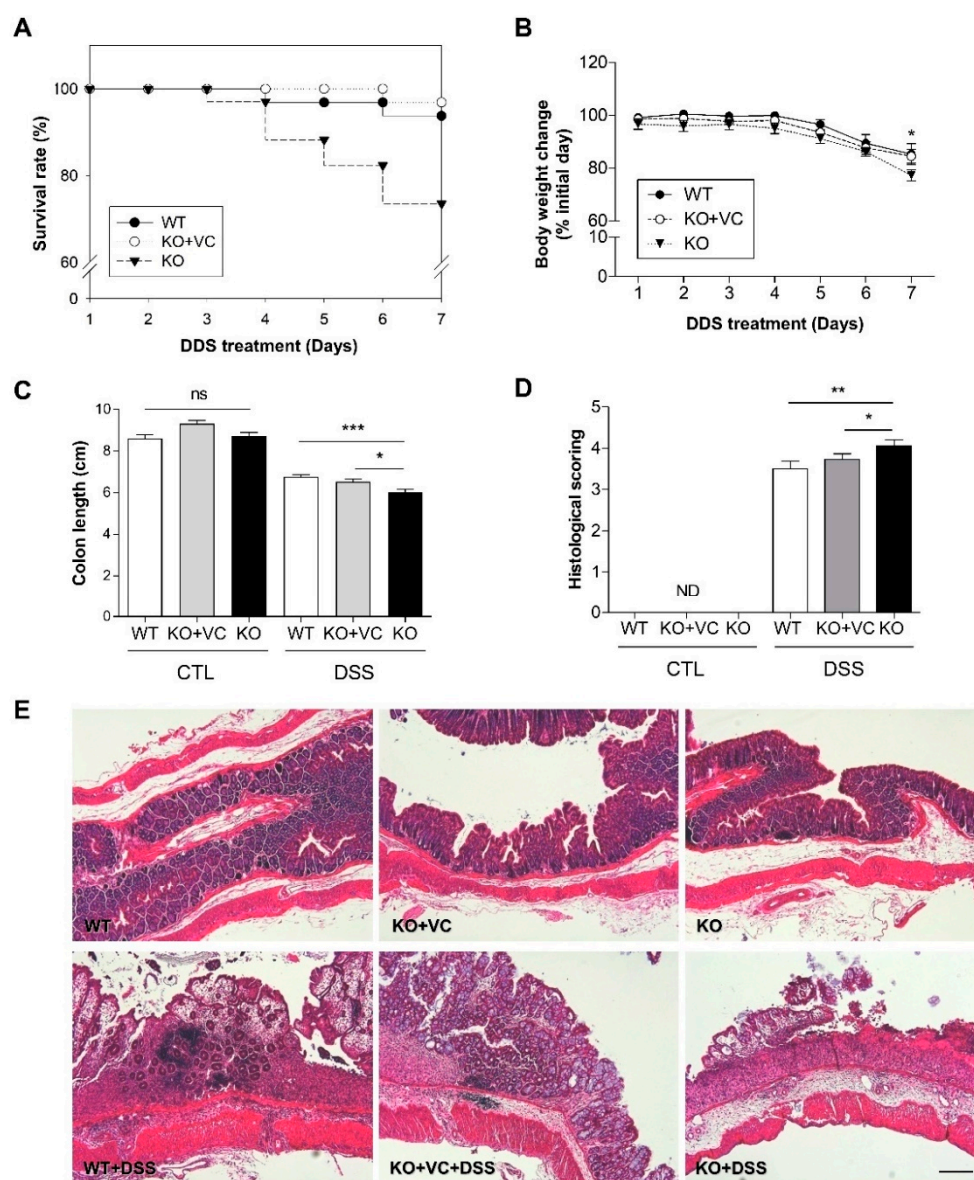 A
Survival rate (%)
100
80
60
0
WT
KO+VC
KO
1 2 3 4 5 6 7
DDS treatment (Days)
B
Body weight change
(% initial day)
120
100
80
60
10
0
*
WT
KO+VC
KO
1 2 3 4 5 6 7
DDS treatment (Days)
C
Colon length (cm)
10
8
6
4
2
0
ns
***
*
WT KO+VC KO WT KO+VC KO
CTL DSS
D
Histological scoring
5
4
3
2
1
0
**
*
ND
WT KO+VC KO WT KO+VC KO
CTL DSS
E
WT KO+VC KO
WT+DSS KO+VC+DSS KO+DSS